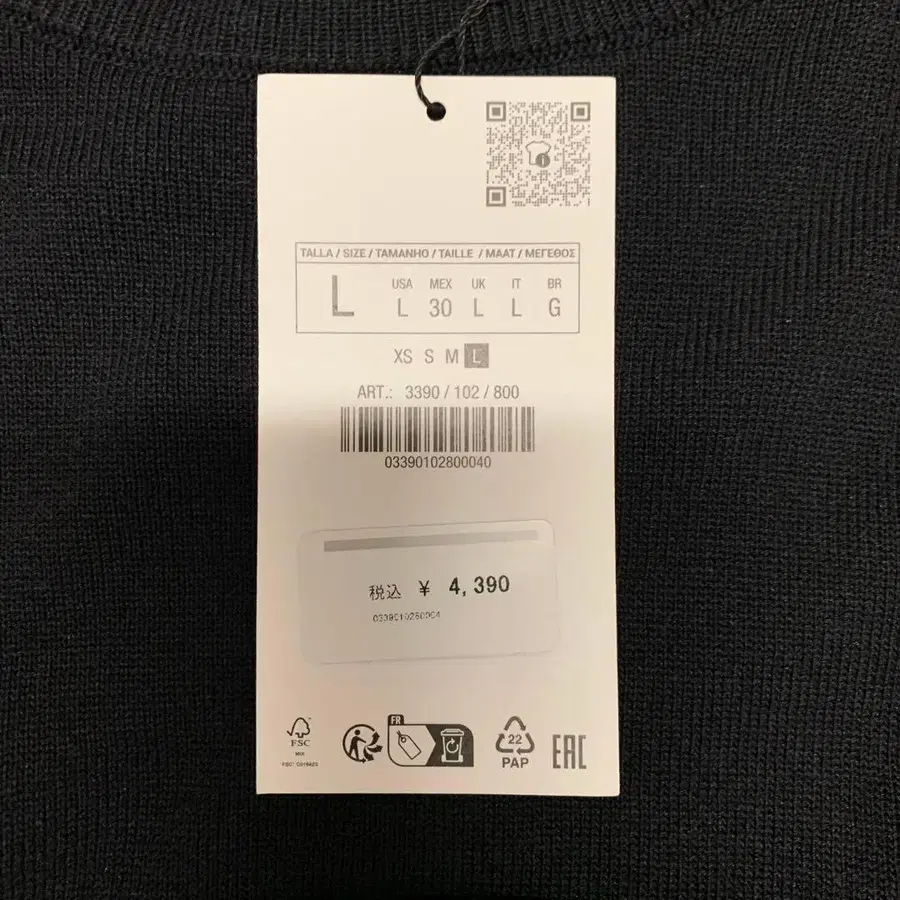 TALLA / SIZE / TAMANHO / TAILLE / MAAT / ΜΕΓΕΘΟΣ
L
USA MEX UK IT BR
L 30 L L G
XS S M L
ART.: 3390 / 102 / 800
03390102800040
税込 ¥ 4,390
FR
FSC
MIX
22
PAP
EAC